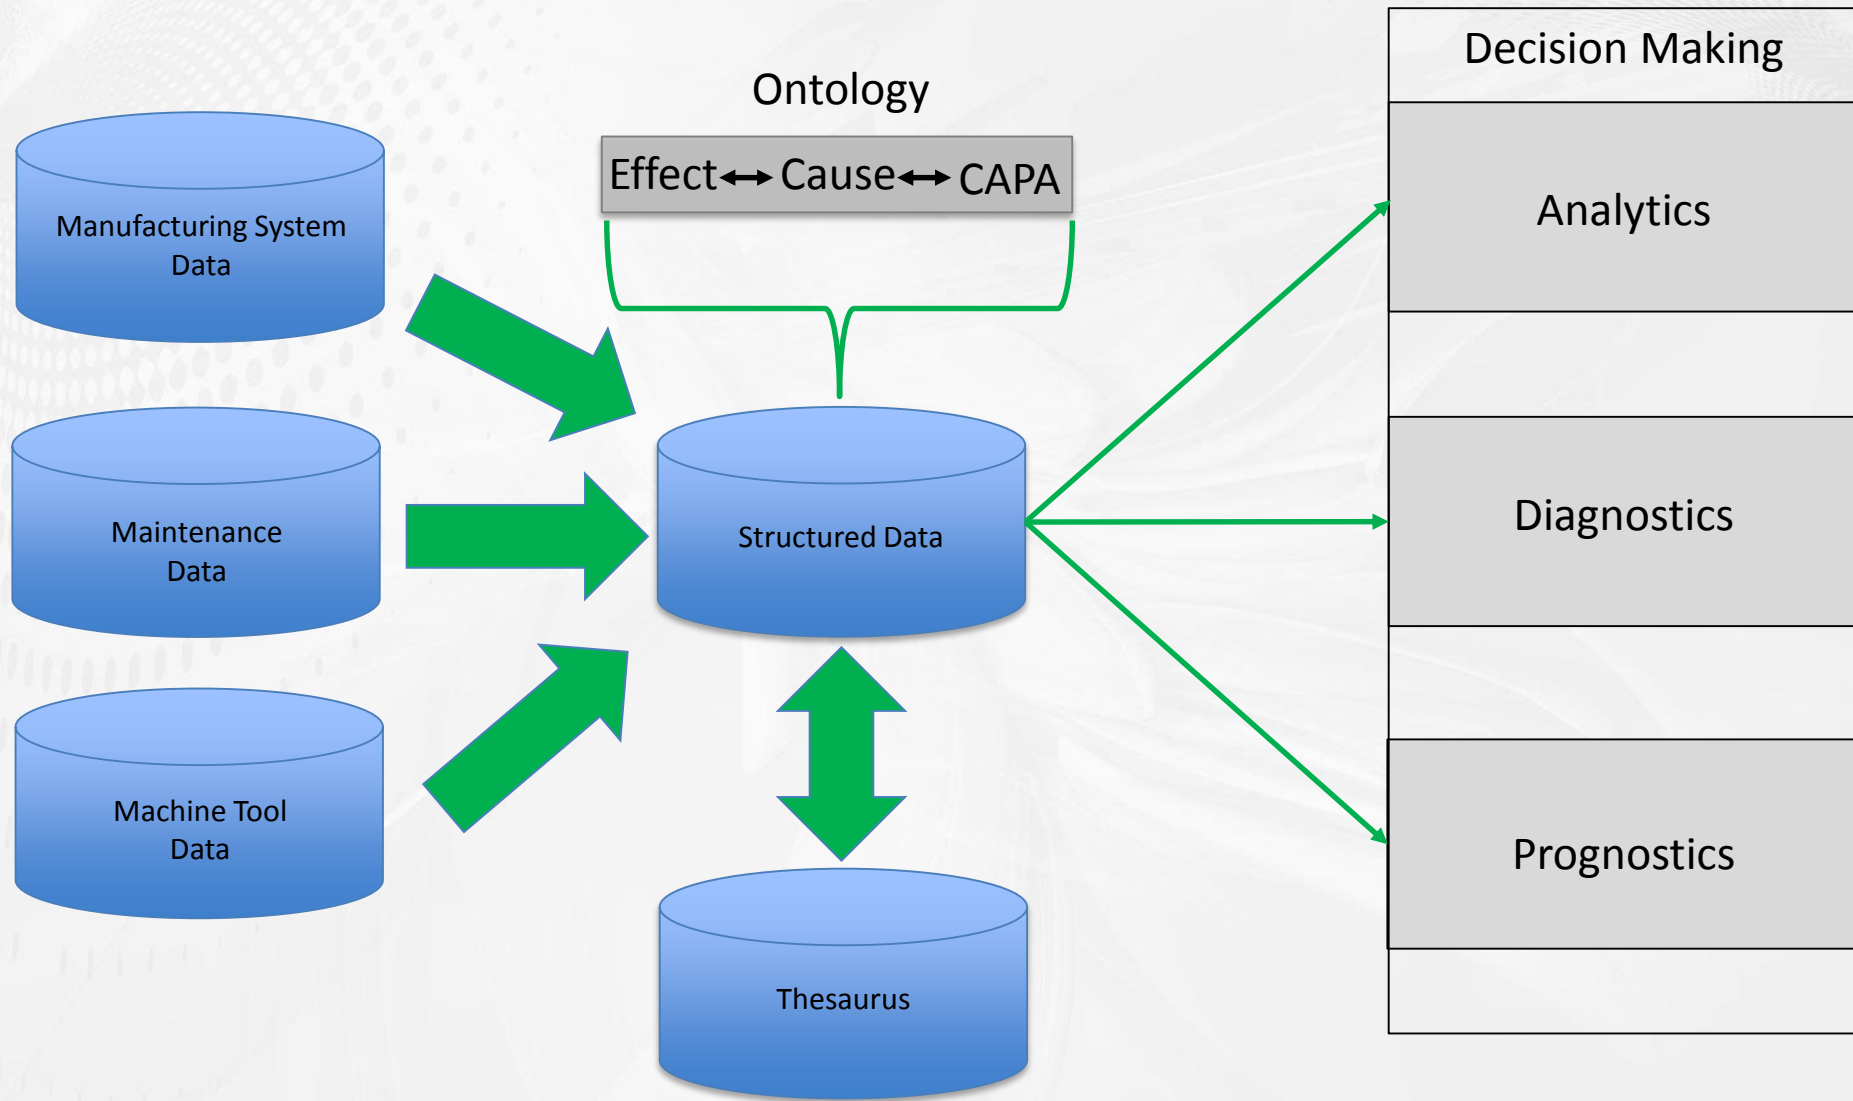 Decision Making
Ontology
Effect Cause CAPA
Manufacturing System
Data
Analytics
Maintenance
Data
Structured Data
Diagnostics
Machine Tool
Data
Prognostics
Thesaurus